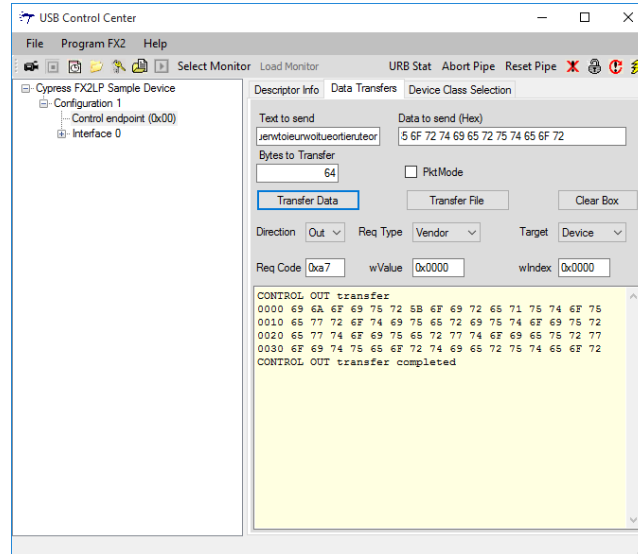 USB Control Center
File Program FX2 Help
Select Monitor Load Monitor URB Stat Abort Pipe Reset Pipe
Cypress FX2LP Sample Device
Configuration 1
Control endpoint (0x00)
Interface 0
Descriptor Info Data Transfers Device Class Selection
Text to send Data to send (Hex)
uerwtoieurwoitueortieruteor 5 6F 72 74 69 65 72 75 74 65 6F 72
Bytes to Transfer
64 PktMode
Transfer Data Transfer File Clear Box
Direction Out Req Type Vendor Target Device
Req Code 0xa7 wValue 0x0000 wIndex 0x0000
CONTROL OUT transfer
0000 69 6A 6F 69 75 72 5B 6F 69 72 65 71 75 74 6F 75
0010 65 77 72 6F 74 69 75 65 72 69 75 74 6F 69 75 72
0020 65 77 74 6F 69 75 65 72 77 74 6F 69 65 75 72 77
0030 6F 69 74 75 65 6F 72 74 69 65 72 75 74 65 6F 72
CONTROL OUT transfer completed